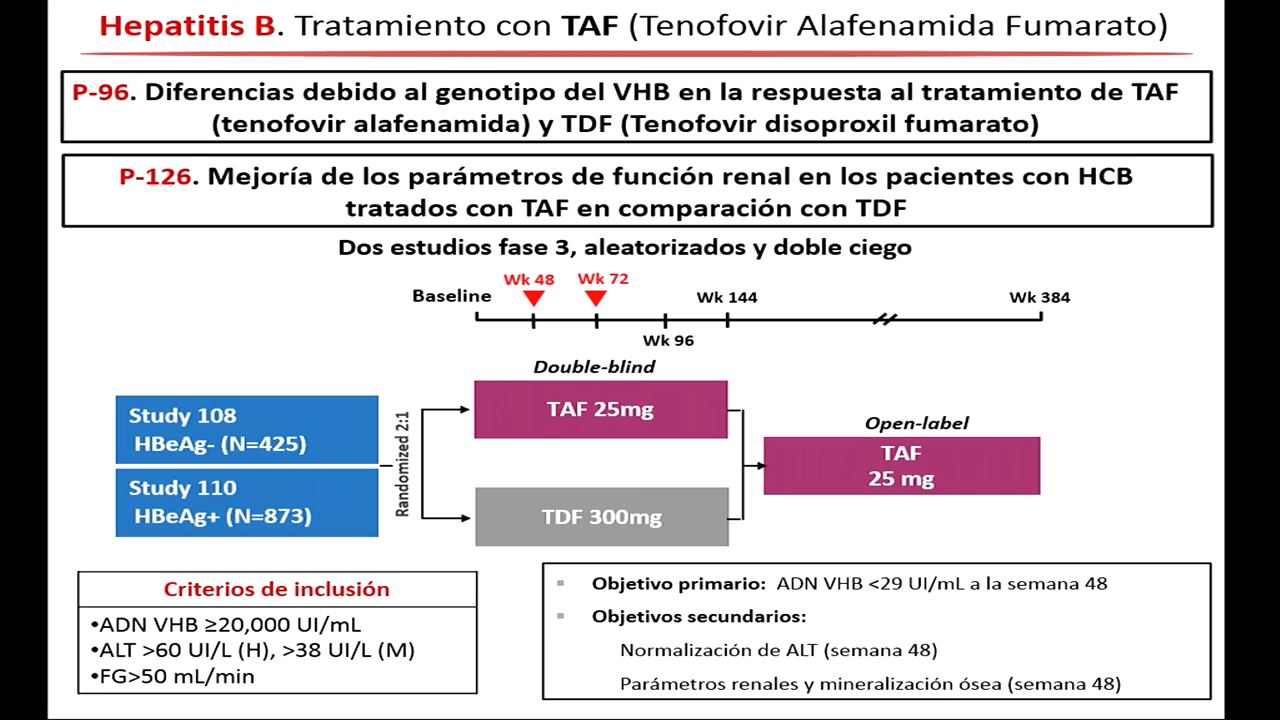 Hepatitis B. Tratamiento con TAF (Tenofovir Alafenamida Fumarato)
P-96. Diferencias debido al genotipo del VHB en la respuesta al tratamiento de TAF
(tenofovir alafenamida) y TDF (Tenofovir disoproxil fumarato)
P-126. Mejoría de los parámetros de función renal en los pacientes con HCB
tratados con TAF en comparación con TDF
Dos estudios fase 3, aleatorizados y doble ciego
Wk 48
Wk 72
Baseline
Wk 144
Wk 384
Wk 96
Double-blind
Study 108
HBeAg- (N=425)
Study 110
HBeAg+ (N=873)
Randomized 2:1
TAF 25mg
TDF 300mg
Open-label
TAF
25 mg
Criterios de inclusión
•ADN VHB ≥20,000 UI/mL
•ALT >60 UI/L (H), >38 UI/L (M)
•FG>50 mL/min
▪ Objetivo primario: ADN VHB <29 UI/mL a la semana 48
▪ Objetivos secundarios:
Normalización de ALT (semana 48)
Parámetros renales y mineralización ósea (semana 48)